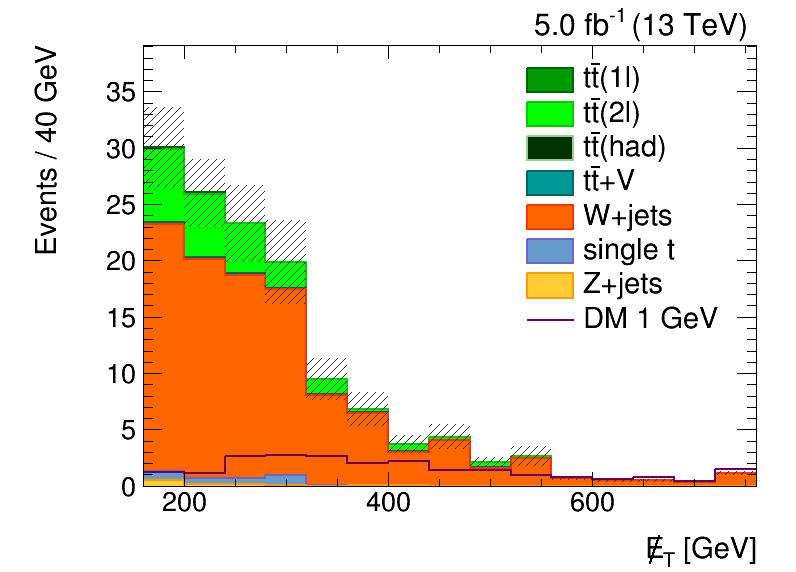 5.0 fb⁻¹ (13 TeV)
Events / 40 GeV
35
30
25
20
15
10
5
0
tt̄(1l)
tt̄(2l)
tt̄(had)
tt̄+V
W+jets
single t
Z+jets
DM 1 GeV
200 400 600
E̸_T [GeV]